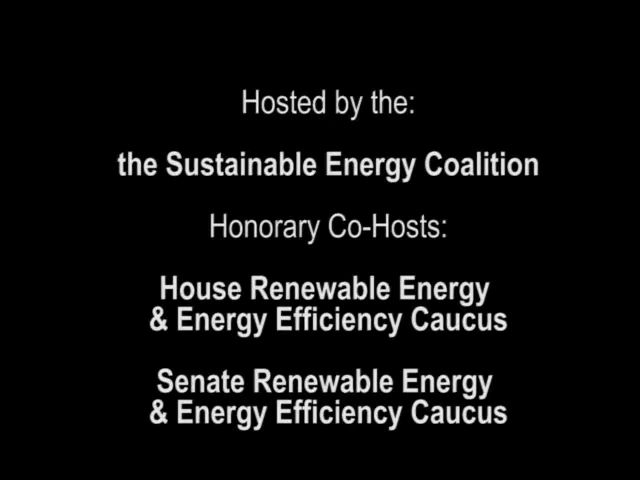 Hosted by the:
the Sustainable Energy Coalition
Honorary Co-Hosts:
House Renewable Energy
& Energy Efficiency Caucus
Senate Renewable Energy
& Energy Efficiency Caucus